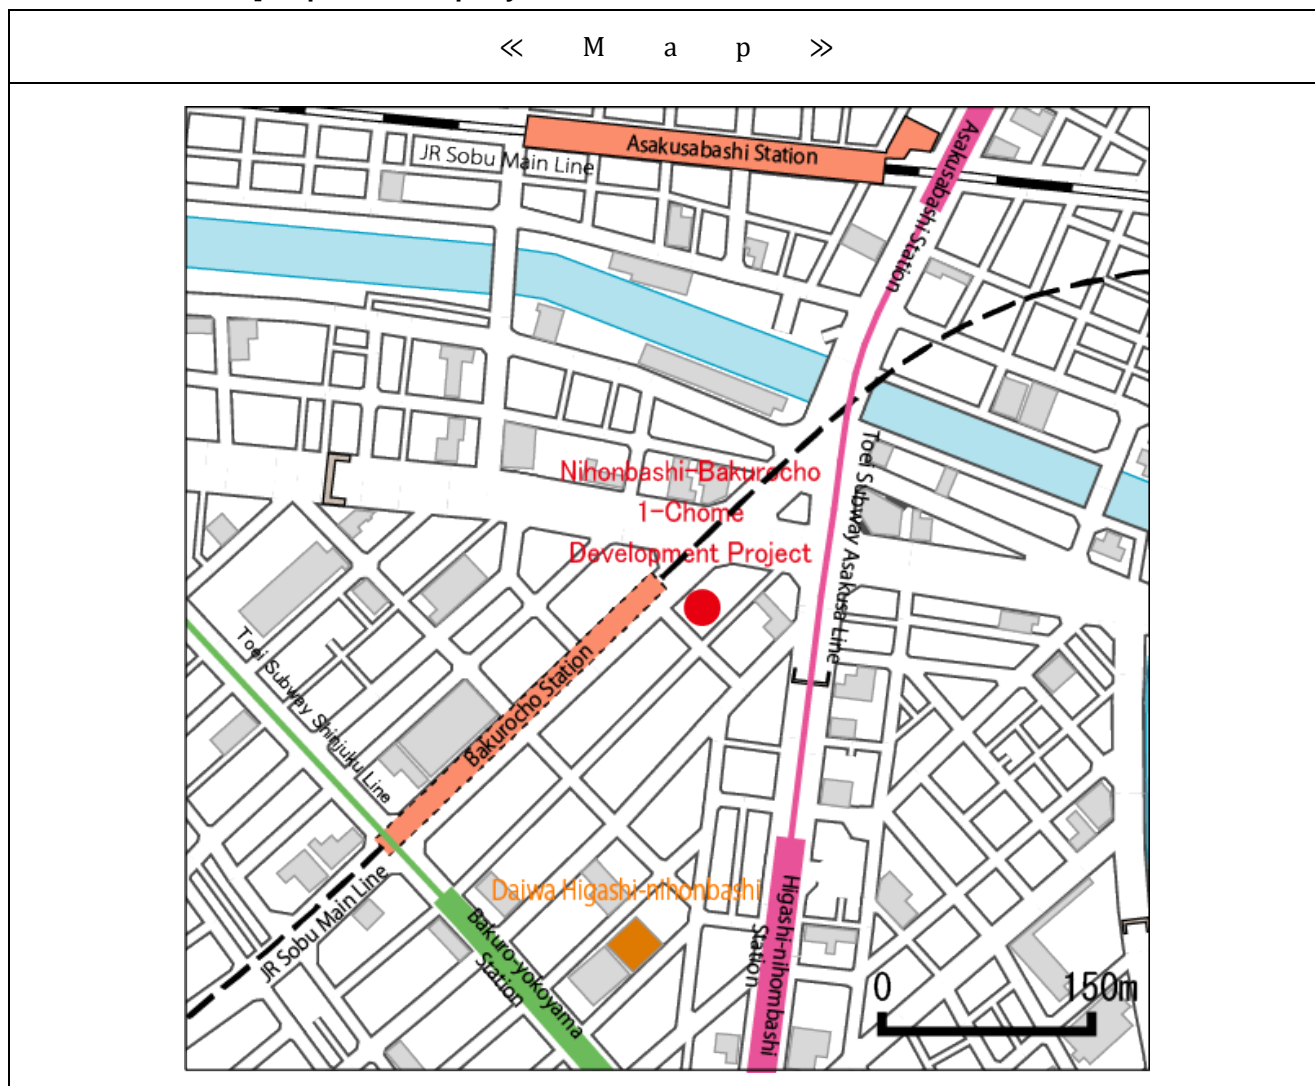 ≪ M a p ≫
Asakusabashi Station
JR Sobu Main Line
Asakusabashi Station
Nihonbashi-Bakurocho
1-Chome
Development Project
Toei Subway Asakusa Line
Toei Subway Shinjuku Line
Bakurocho Station
Daiwa Higashi-nihonbashi
JR Sobu Main Line
Bakuro-yokoyama
Station
Higashi-nihombashi
Station
0 150m